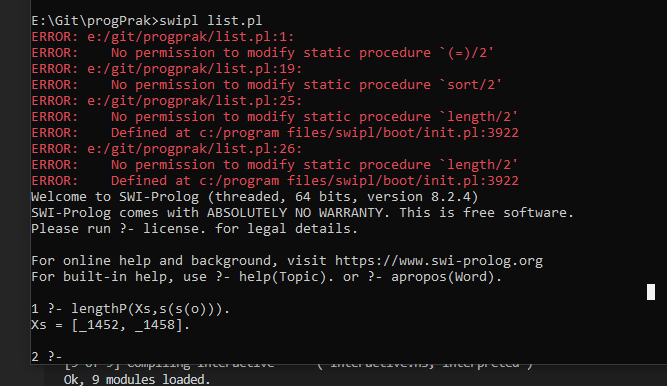 E:\Git\progPrak>swipl list.pl
ERROR: e:/git/progprak/list.pl:1:
ERROR:    No permission to modify static procedure `(=)/2'
ERROR: e:/git/progprak/list.pl:19:
ERROR:    No permission to modify static procedure `sort/2'
ERROR: e:/git/progprak/list.pl:25:
ERROR:    No permission to modify static procedure `length/2'
ERROR:    Defined at c:/program files/swipl/boot/init.pl:3922
ERROR: e:/git/progprak/list.pl:26:
ERROR:    No permission to modify static procedure `length/2'
ERROR:    Defined at c:/program files/swipl/boot/init.pl:3922
Welcome to SWI-Prolog (threaded, 64 bits, version 8.2.4)
SWI-Prolog comes with ABSOLUTELY NO WARRANTY. This is free software.
Please run ?- license. for legal details.
For online help and background, visit https://www.swi-prolog.org
For built-in help, use ?- help(Topic). or ?- apropos(Word).
1 ?- lengthP(Xs,s(s(o))).
Xs = [_1452, _1458].
2 ?-
Ok, 9 modules loaded.